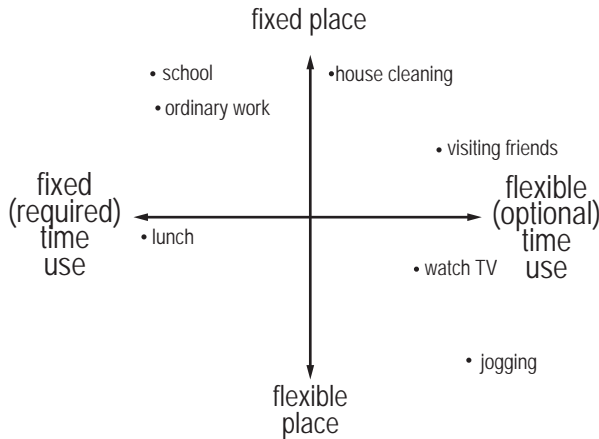 fixed place
• school
• house cleaning
• ordinary work
• visiting friends
fixed
(required)
time
use
flexible
(optional)
time
use
• lunch
• watch TV
• jogging
flexible
place